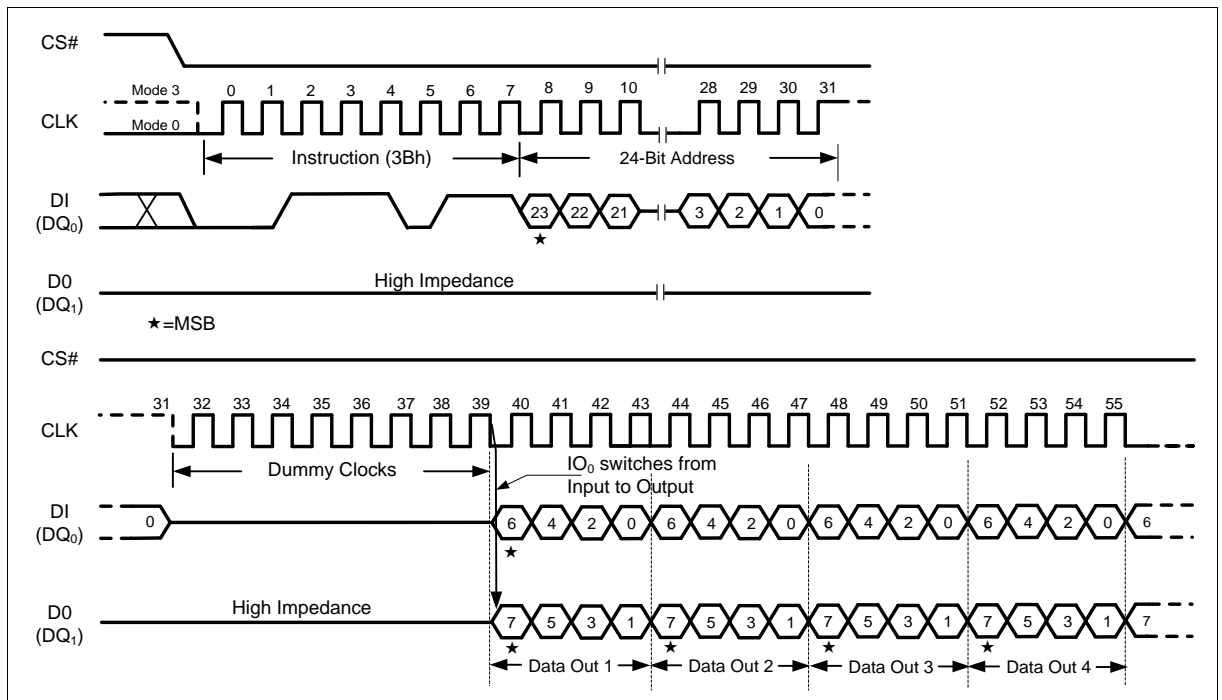 CS#
Mode 3 0 1 2 3 4 5 6 7 8 9 10 28 29 30 31
CLK
Mode 0
Instruction (3Bh) 24-Bit Address
DI
(DQ0)
23 22 21 3 2 1 0
★
D0
(DQ1)
High Impedance
★=MSB
CS#
31 32 33 34 35 36 37 38 39 40 41 42 43 44 45 46 47 48 49 50 51 52 53 54 55
CLK
Dummy Clocks
IO0 switches from
Input to Output
DI
(DQ0)
0 6 4 2 0 6 4 2 0 6 4 2 0 6 4 2 0 6
★
D0
(DQ1)
High Impedance
7 5 3 1 7 5 3 1 7 5 3 1 7 5 3 1 7
★ ★ ★ ★
Data Out 1 Data Out 2 Data Out 3 Data Out 4